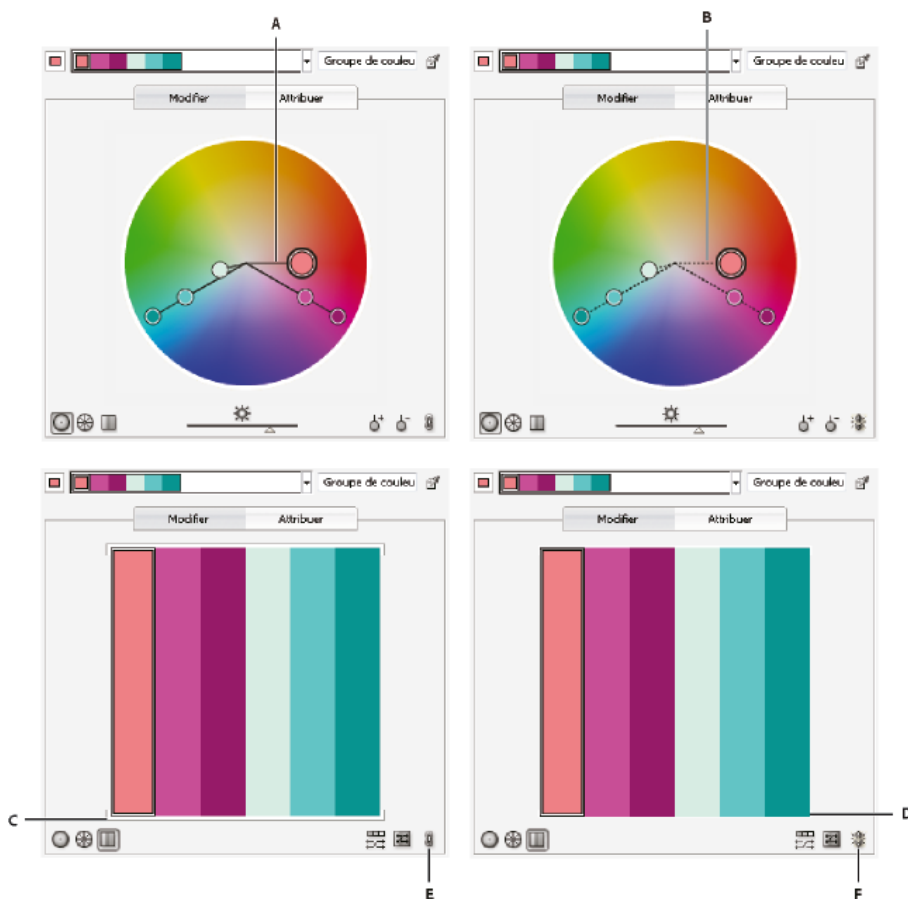 A
B
Groupe de couleu
Groupe de couleu
Modifier
Attribuer
Modifier
Attribuer
Groupe de couleu
Groupe de couleu
Modifier
Attribuer
Modifier
Attribuer
C
D
E
F